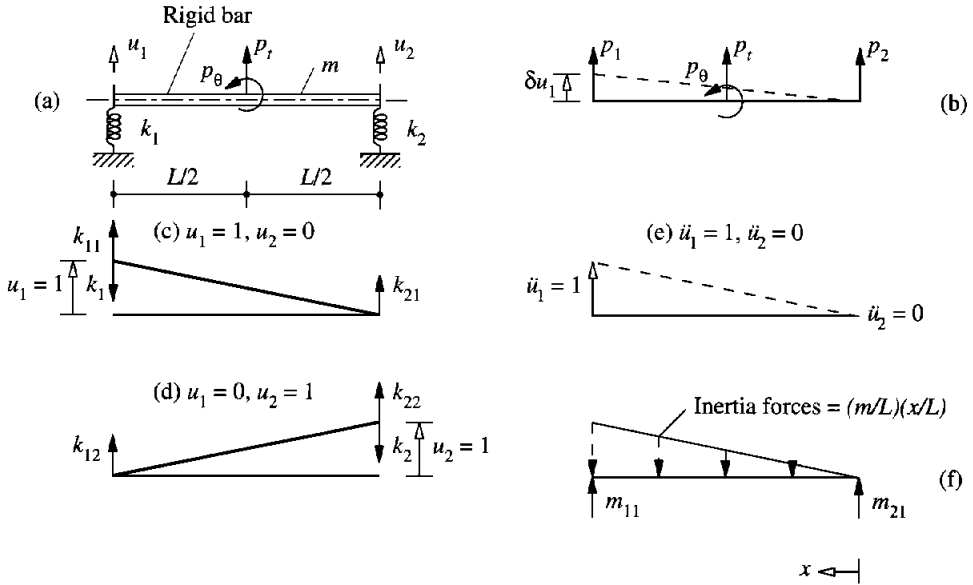 Rigid bar
u₁
pₜ
u₂
p_θ
m
(a)
k₁
k₂
L/2
L/2
p₁
pₜ
p₂
p_θ
δu₁
(b)
(c) u₁ = 1, u₂ = 0
k₁₁
u₁ = 1
k₁
k₂₁
(e) ü₁ = 1, ü₂ = 0
ü₁ = 1
ü₂ = 0
(d) u₁ = 0, u₂ = 1
k₂₂
k₁₂
k₂
u₂ = 1
Inertia forces = (m/L)(x/L)
(f)
m₁₁
m₂₁
x